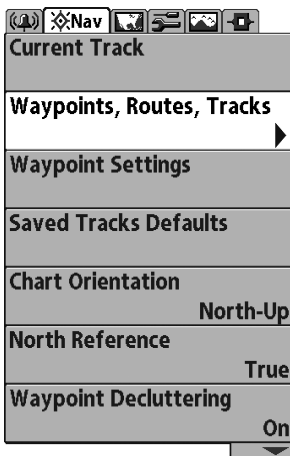 Nav
Current Track
Waypoints, Routes, Tracks
Waypoint Settings
Saved Tracks Defaults
Chart Orientation
North-Up
North Reference
True
Waypoint Decluttering
On